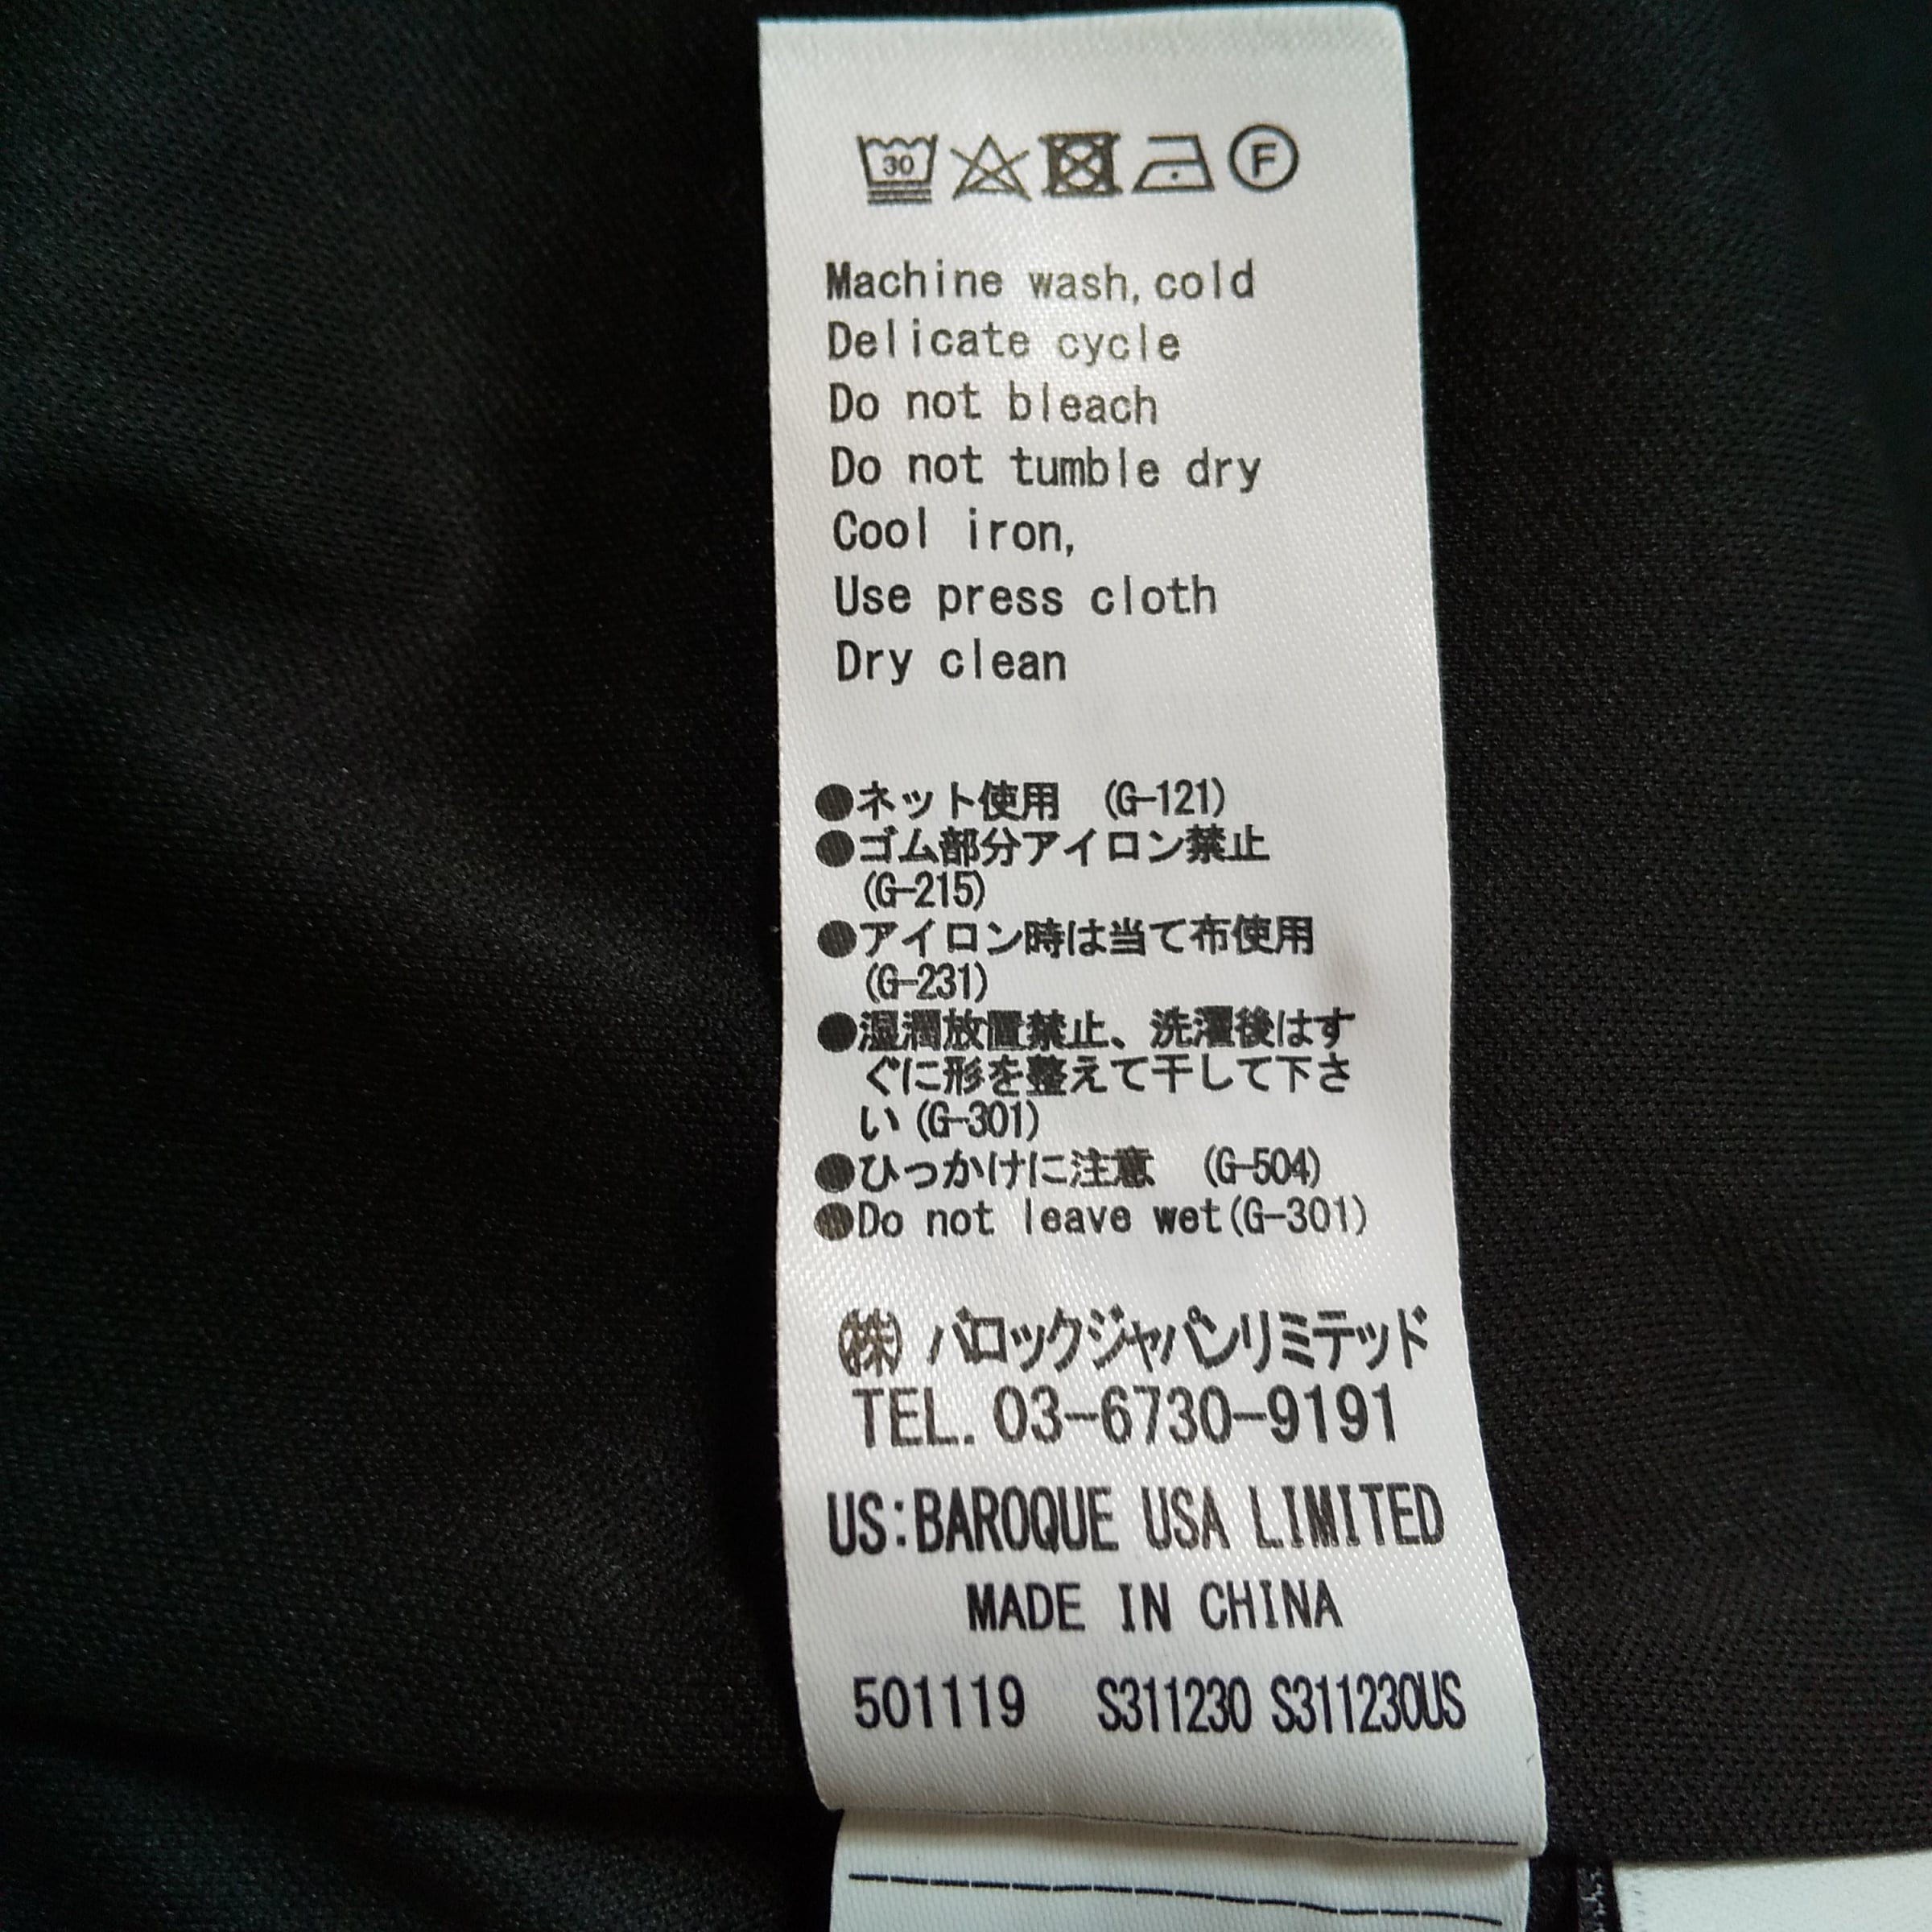 30 F
Machine wash, cold
Delicate cycle
Do not bleach
Do not tumble dry
Cool iron,
Use press cloth
Dry clean
●ネット使用 (G-121)
●ゴム部分アイロン禁止
(G-215)
●アイロン時は当て布使用
(G-231)
●湿潤放置禁止、洗濯後はす
ぐに形を整えて干して下さ
い(G-301)
●ひっかけに注意 (G-504)
●Do not leave wet(G-301)
㈱バロックジャパンリミテッド
TEL. 03-6730-9191
US:BAROQUE USA LIMITED
MADE IN CHINA
501119 S311230 S311230US